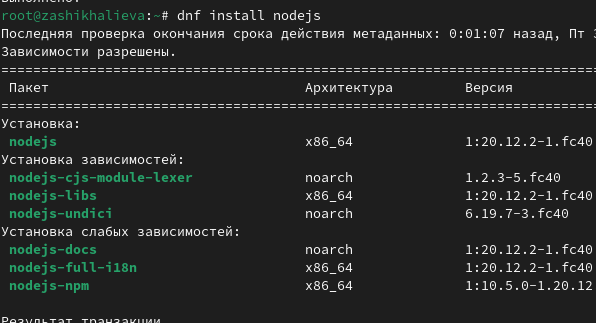 Выполнено!
root@zashikhalieva:~# dnf install nodejs
Последняя проверка окончания срока действия метаданных: 0:01:07 назад, Пт
Зависимости разрешены.
================================================================================
Пакет Архитектура Версия
================================================================================
Установка:
nodejs x86_64 1:20.12.2-1.fc40
Установка зависимостей:
nodejs-cjs-module-lexer noarch 1.2.3-5.fc40
nodejs-libs x86_64 1:20.12.2-1.fc40
nodejs-undici noarch 6.19.7-3.fc40
Установка слабых зависимостей:
nodejs-docs noarch 1:20.12.2-1.fc40
nodejs-full-i18n x86_64 1:20.12.2-1.fc40
nodejs-npm x86_64 1:10.5.0-1.20.12
Результат транзакции